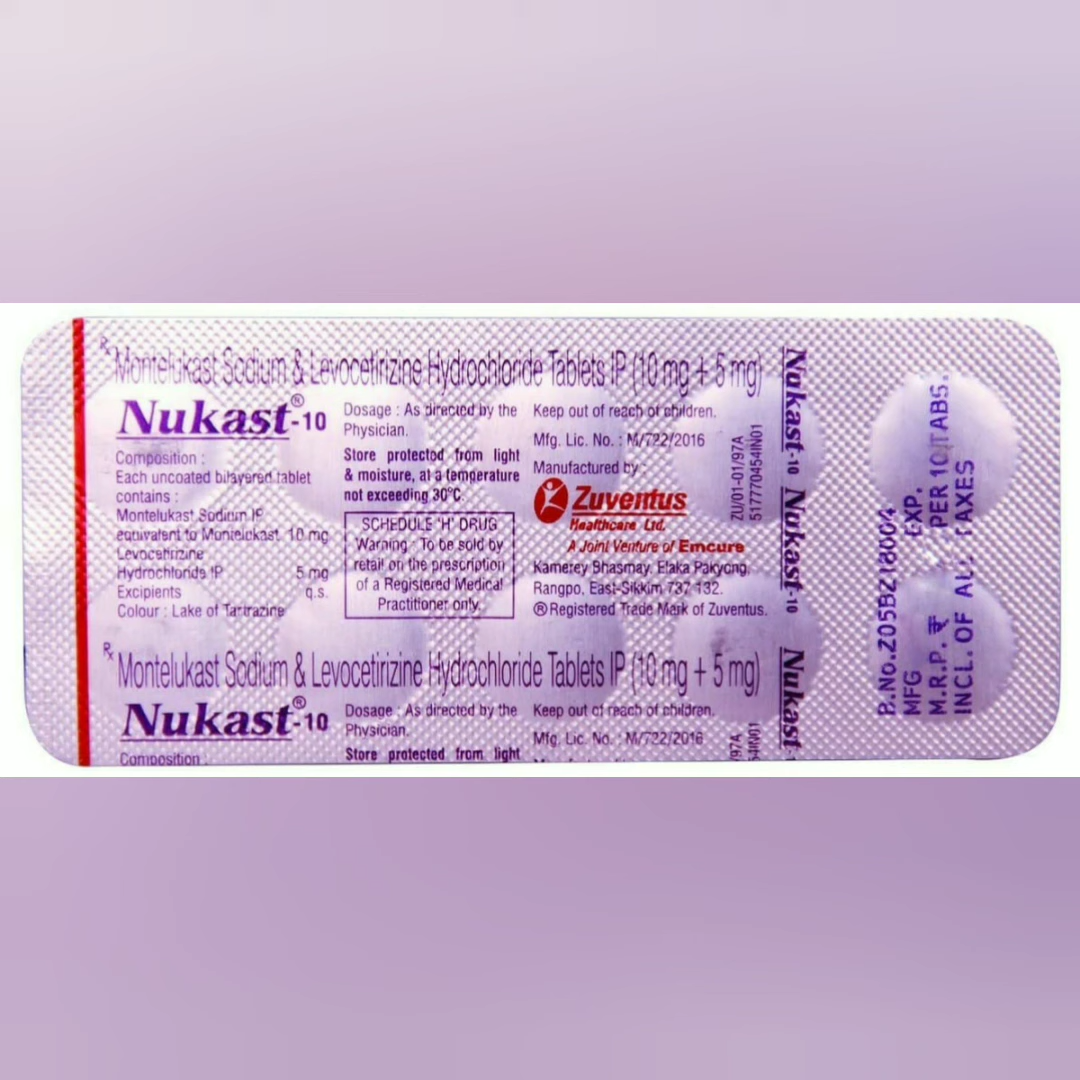 Rx Montelukast Sodium & Levocetirizine Hydrochloride Tablets IP (10 mg + 5 mg)
Nukast®-10
Composition :
Each uncoated bilayered tablet
contains :
Montelukast Sodium IP
equivalent to Montelukast 10 mg
Levocetirizine
Hydrochloride IP 5 mg
Excipients q.s.
Colour : Lake of Tartrazine
Dosage : As directed by the
Physician.
Store protected from light
& moisture, at a temperature
not exceeding 30°C.
SCHEDULE 'H' DRUG
Warning : To be sold by
retail on the prescription
of a Registered Medical
Practitioner only.
Keep out of reach of children.
Mfg. Lic. No. : M/722/2016
Manufactured by :
Zuventus
Healthcare Ltd.
A Joint Venture of Emcure
Kamerey Bhasmay, Elaka Pakyong,
Rangpo, East-Sikkim 737 132.
® Registered Trade Mark of Zuventus.
ZU/01-01/97A
517770454IN01
Nukast-10
Nukast-10
Nukast-1
Rx Montelukast Sodium & Levocetirizine Hydrochloride Tablets IP (10 mg + 5 mg)
Nukast®-10
Composition :
Dosage : As directed by the
Physician.
Store protected from light
Keep out of reach of children.
Mfg. Lic. No. : M/722/2016
/97A
54IN01
B.No.Z05BZ18004
MFG EXP.
M.R.P. ₹ PER 10 TABS.
INCL. OF ALL TAXES